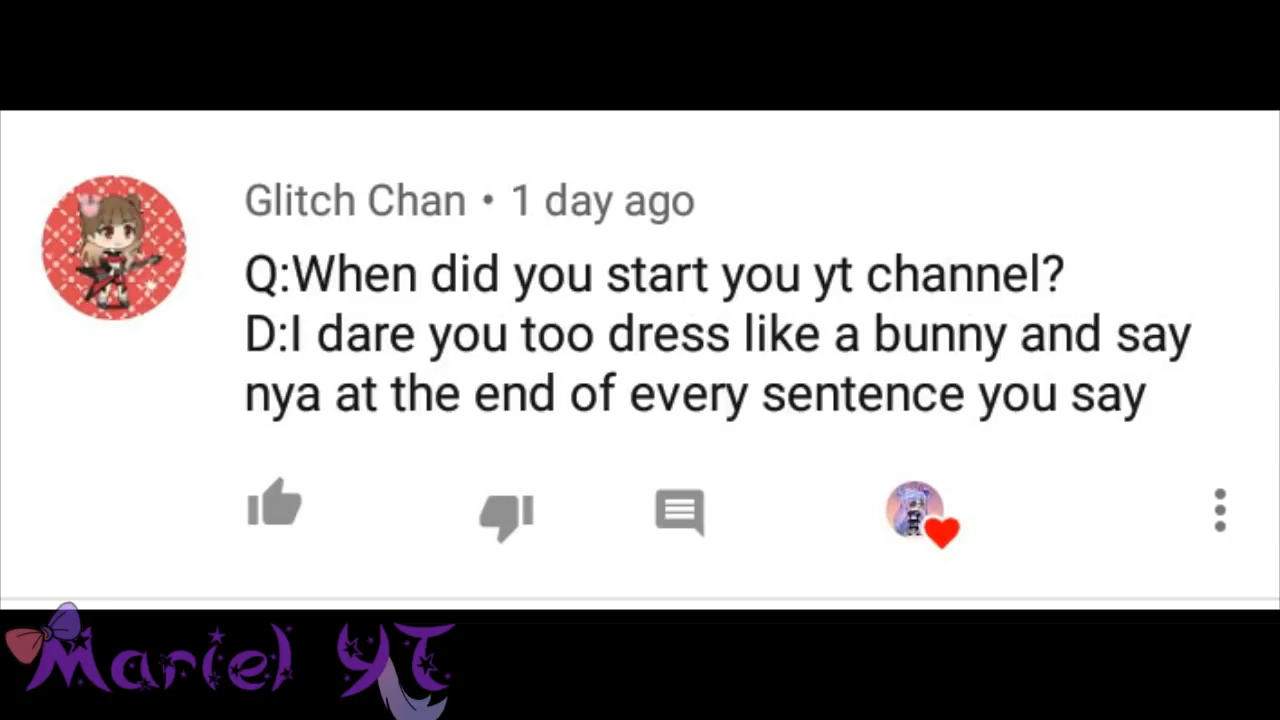 Glitch Chan • 1 day ago
Q:When did you start you yt channel?
D:I dare you too dress like a bunny and say
nya at the end of every sentence you say
Mariel YT